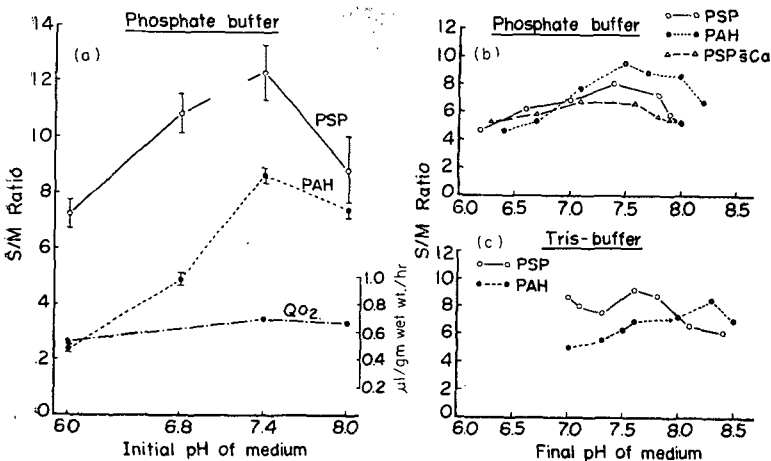 Phosphate buffer
(a)
S/M Ratio
14
12
10
8
6
4
2
0
PSP
PAH
QO2
1.0
0.8
0.6
0.4
0.2
µl/gm wet wt./hr
6.0 6.8 7.4 8.0
Initial pH of medium
Phosphate buffer
(b)
PSP
PAH
PSP s̄Ca
12
10
8
6
4
2
0
6.0 6.5 7.0 7.5 8.0 8.5
S/M Ratio
(c) Tris-buffer
PSP
PAH
12
10
8
6
4
2
0
6.0 6.5 7.0 7.5 8.0 8.5
Final pH of medium